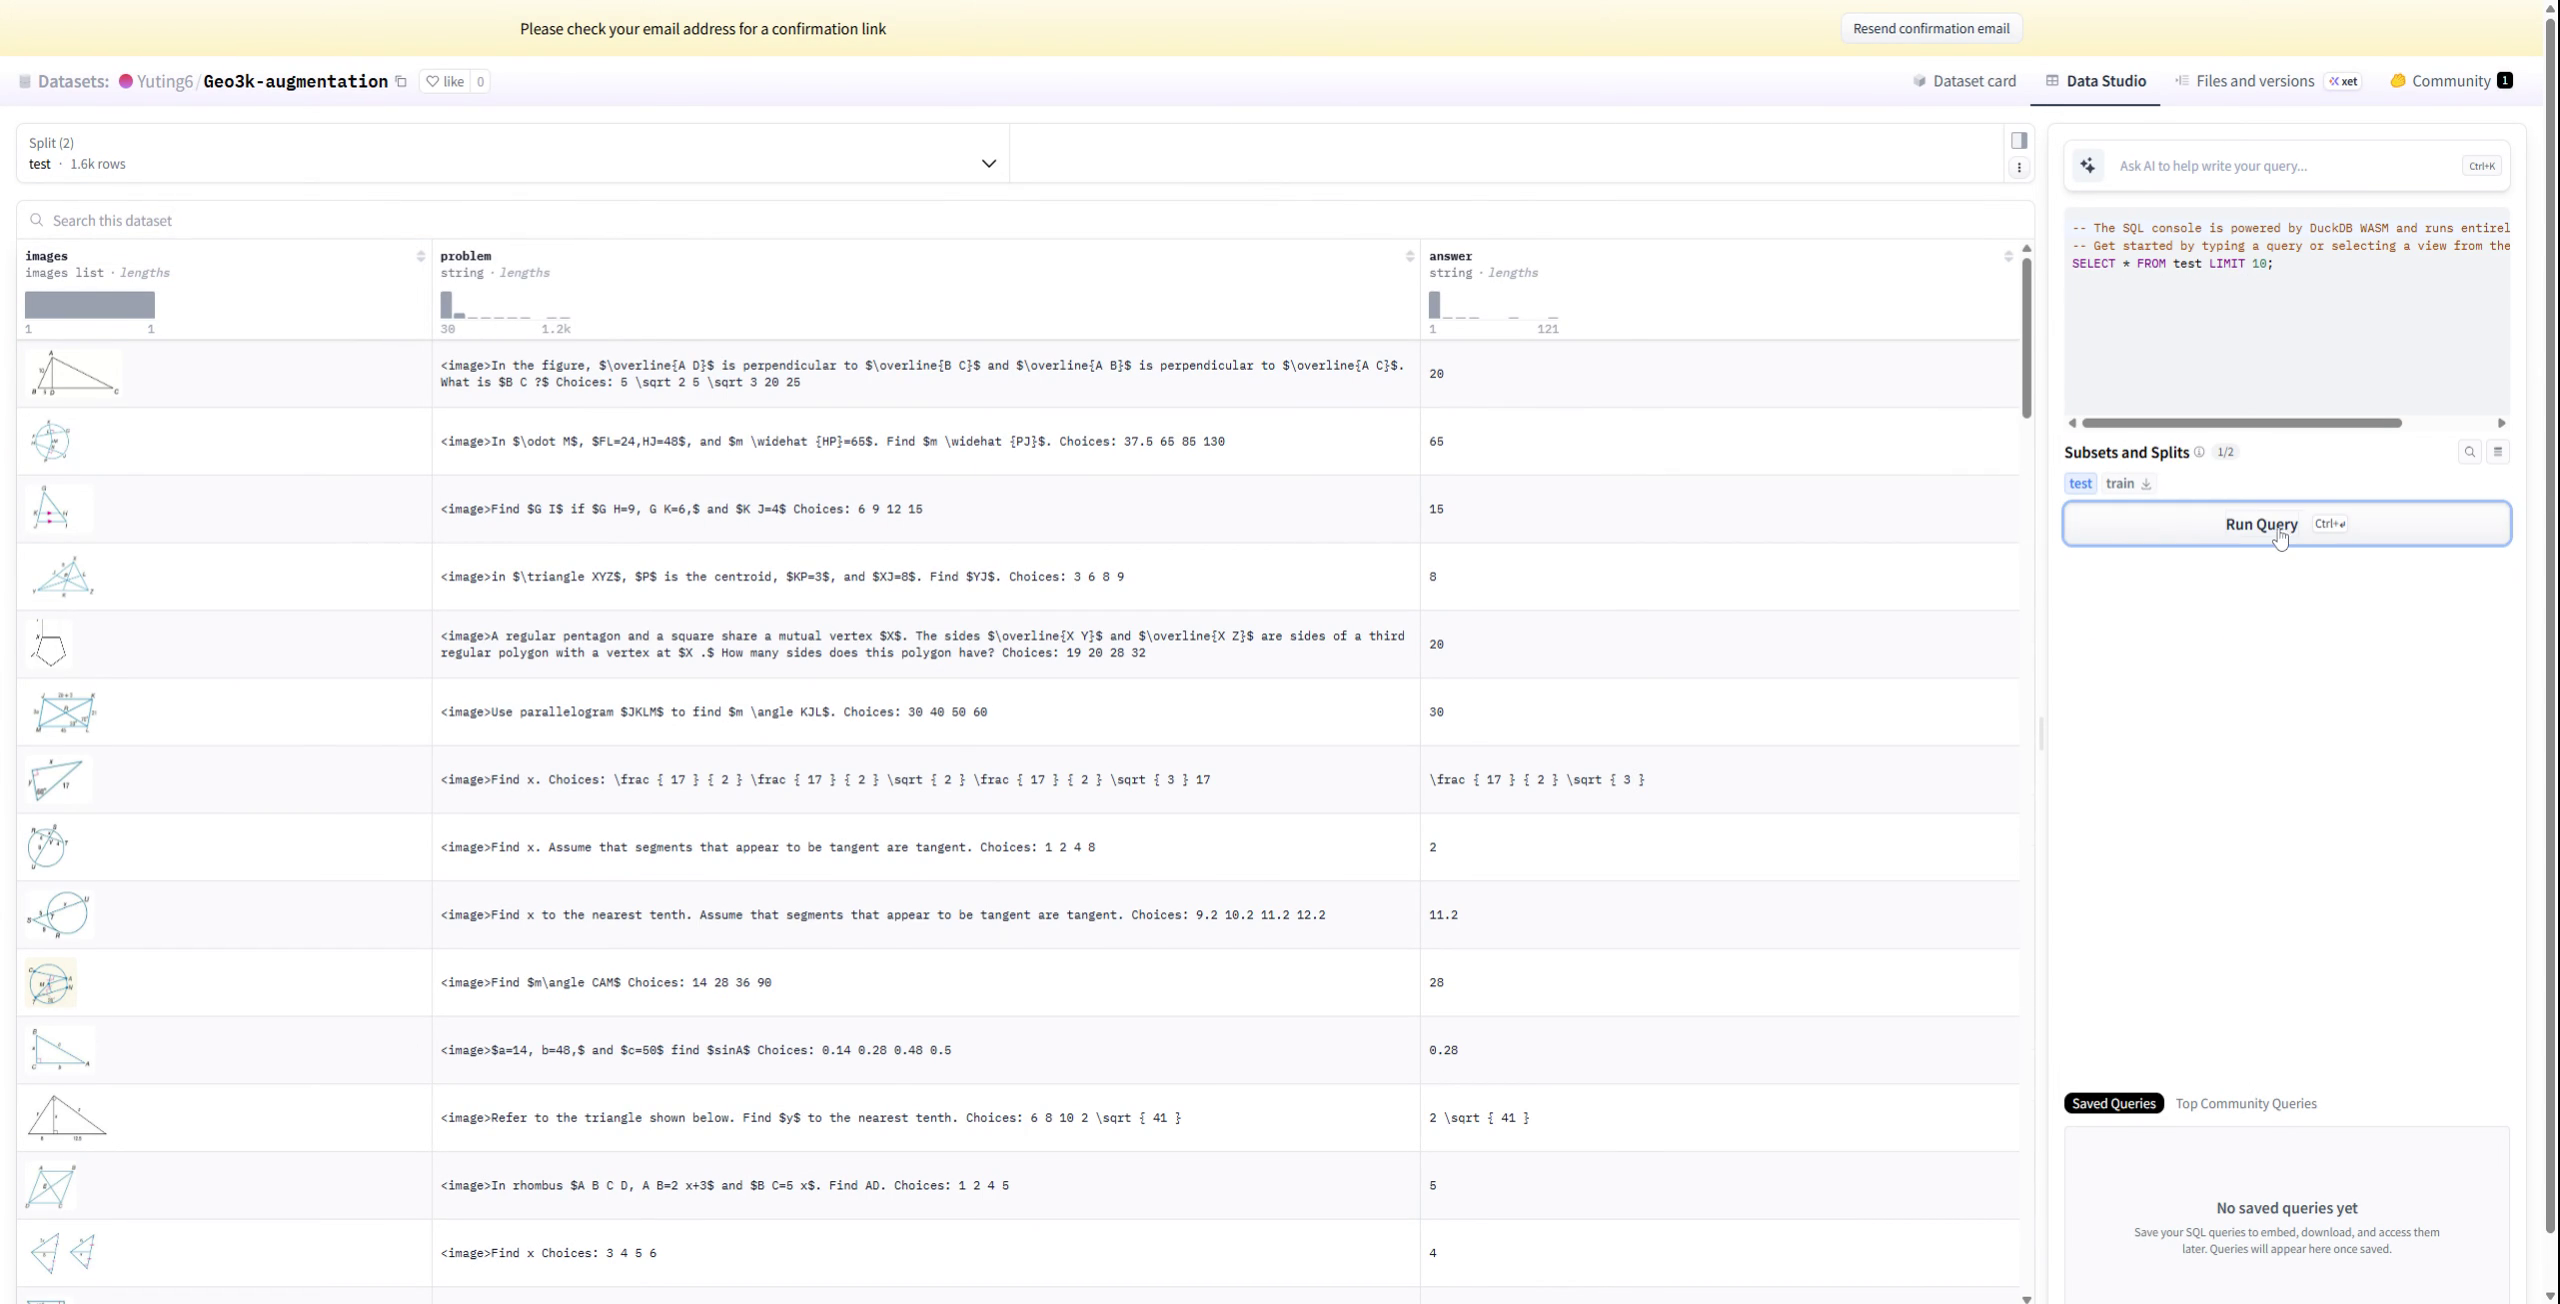 Please check your email address for a confirmation link
Resend confirmation email
Datasets: Yuting6/Geo3k-augmentation
like 0
Dataset card
Data Studio
Files and versions
xet
Community 1
Split (2)
test · 1.6k rows
Search this dataset
images
images list · lengths
1 1
problem
string · lengths
30 1.2k
answer
string · lengths
1 121
<image>In the figure, $\overline{A D}$ is perpendicular to $\overline{B C}$ and $\overline{A B}$ is perpendicular to $\overline{A C}$.
What is $B C ?$ Choices: 5 \sqrt 2 5 \sqrt 3 20 25
20
<image>In $\odot M$, $FL=24,HJ=48$, and $m \widehat {HP}=65$. Find $m \widehat {PJ}$. Choices: 37.5 65 85 130
65
<image>Find $G I$ if $G H=9, G K=6,$ and $K J=4$ Choices: 6 9 12 15
15
<image>in $\triangle XYZ$, $P$ is the centroid, $KP=3$, and $XJ=8$. Find $YJ$. Choices: 3 6 8 9
8
<image>A regular pentagon and a square share a mutual vertex $X$. The sides $\overline{X Y}$ and $\overline{X Z}$ are sides of a third
regular polygon with a vertex at $X .$ How many sides does this polygon have? Choices: 19 20 28 32
20
<image>Use parallelogram $JKLM$ to find $m \angle KJL$. Choices: 30 40 50 60
30
<image>Find x. Choices: \frac { 17 } { 2 } \frac { 17 } { 2 } \sqrt { 2 } \frac { 17 } { 2 } \sqrt { 3 } 17
\frac { 17 } { 2 } \sqrt { 3 }
<image>Find x. Assume that segments that appear to be tangent are tangent. Choices: 1 2 4 8
2
<image>Find x to the nearest tenth. Assume that segments that appear to be tangent are tangent. Choices: 9.2 10.2 11.2 12.2
11.2
<image>Find $m\angle CAM$ Choices: 14 28 36 90
28
<image>$a=14, b=48,$ and $c=50$ find $sinA$ Choices: 0.14 0.28 0.48 0.5
0.28
<image>Refer to the triangle shown below. Find $y$ to the nearest tenth. Choices: 6 8 10 2 \sqrt { 41 }
2 \sqrt { 41 }
<image>In rhombus $A B C D, A B=2 x+3$ and $B C=5 x$. Find AD. Choices: 1 2 4 5
5
<image>Find x Choices: 3 4 5 6
4
Ask AI to help write your query...
Ctrl+K
-- The SQL console is powered by DuckDB WASM and runs entirel
-- Get started by typing a query or selecting a view from the
SELECT * FROM test LIMIT 10;
Subsets and Splits 1/2
test train
Run Query Ctrl+↵
Saved Queries
Top Community Queries
No saved queries yet
Save your SQL queries to embed, download, and access them
later. Queries will appear here once saved.